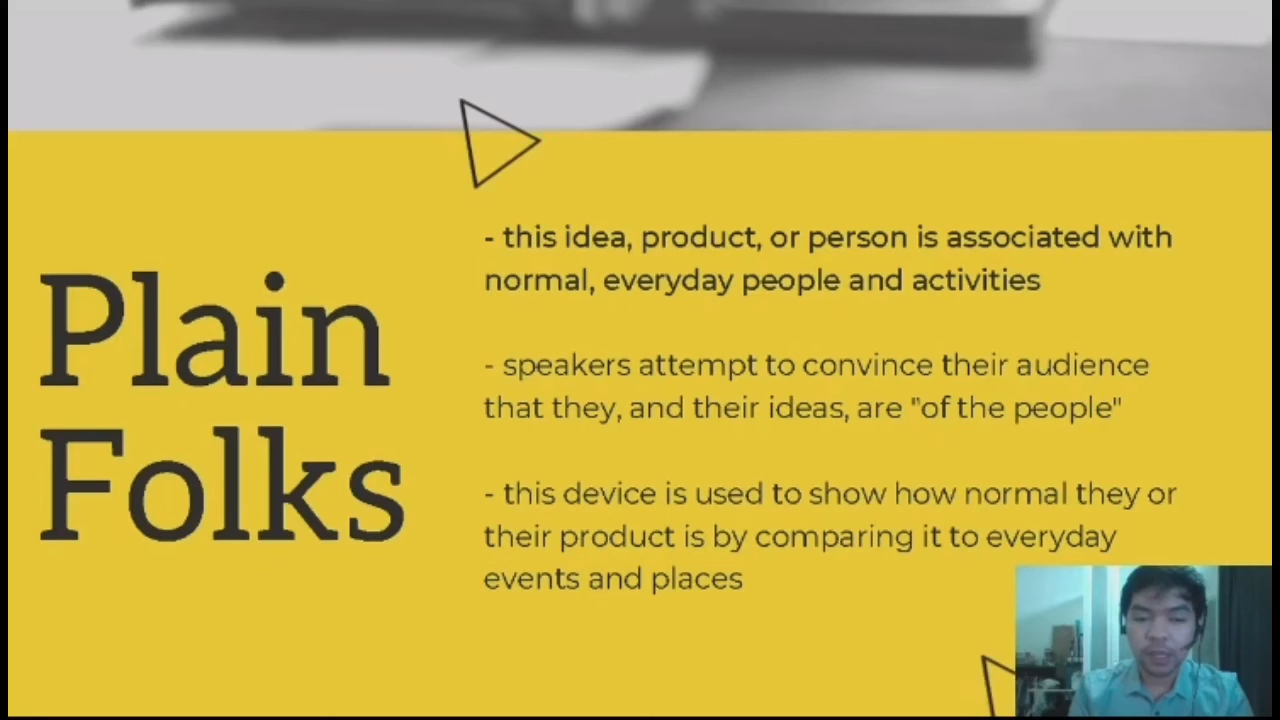 Plain
Folks
- this idea, product, or person is associated with
normal, everyday people and activities
- speakers attempt to convince their audience
that they, and their ideas, are "of the people"
- this device is used to show how normal they or
their product is by comparing it to everyday
events and places